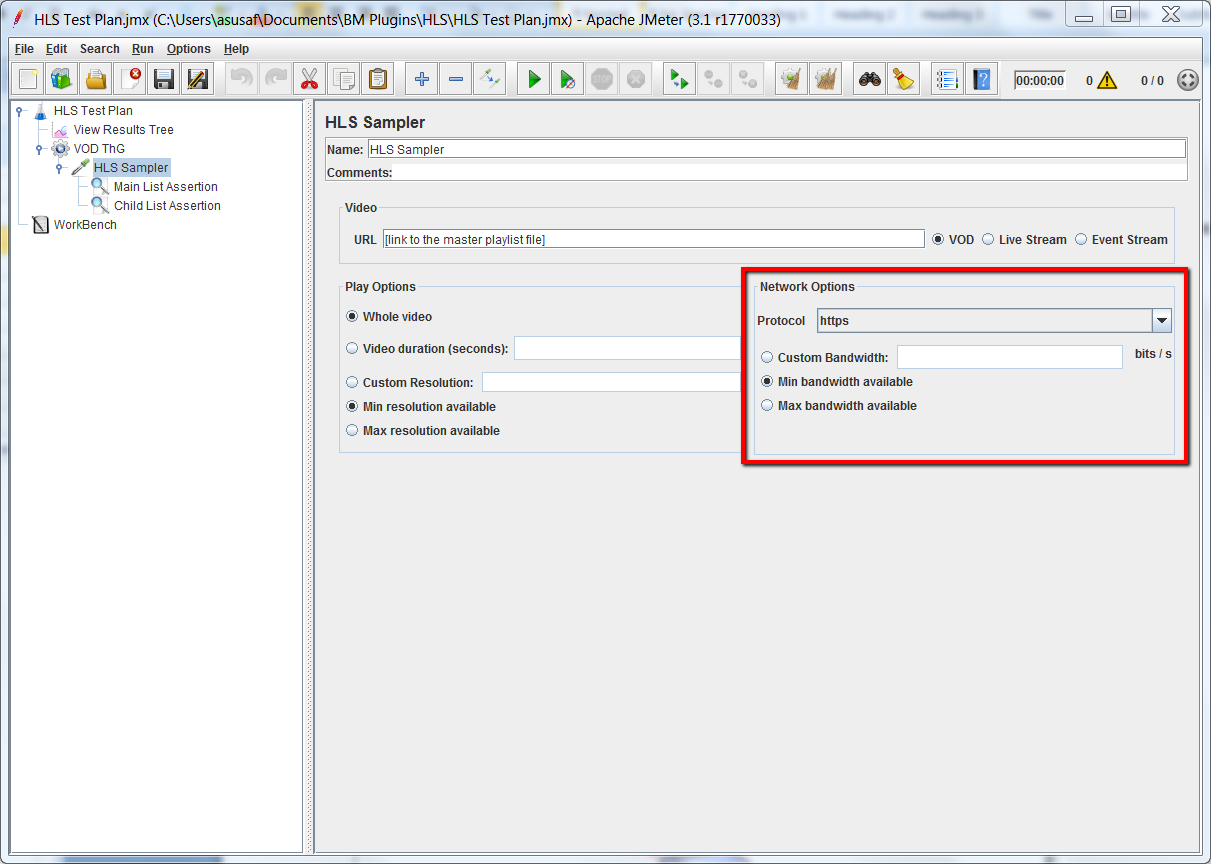 HLS Test Plan.jmx (C:\Users\asusan\Documents\BM Plugins\HLS\HLS Test Plan.jmx) - Apache JMeter (3.1 r1770033)
File Edit Search Run Options Help
STOP
00:00:00 0 0 / 0
HLS Test Plan
View Results Tree
VOD ThG
HLS Sampler
Main List Assertion
Child List Assertion
WorkBench
HLS Sampler
Name: HLS Sampler
Comments:
Video
URL [link to the master playlist file] VOD Live Stream Event Stream
Play Options
Whole video
Video duration (seconds):
Custom Resolution:
Min resolution available
Max resolution available
Network Options
Protocol https
Custom Bandwidth: bits / s
Min bandwidth available
Max bandwidth available